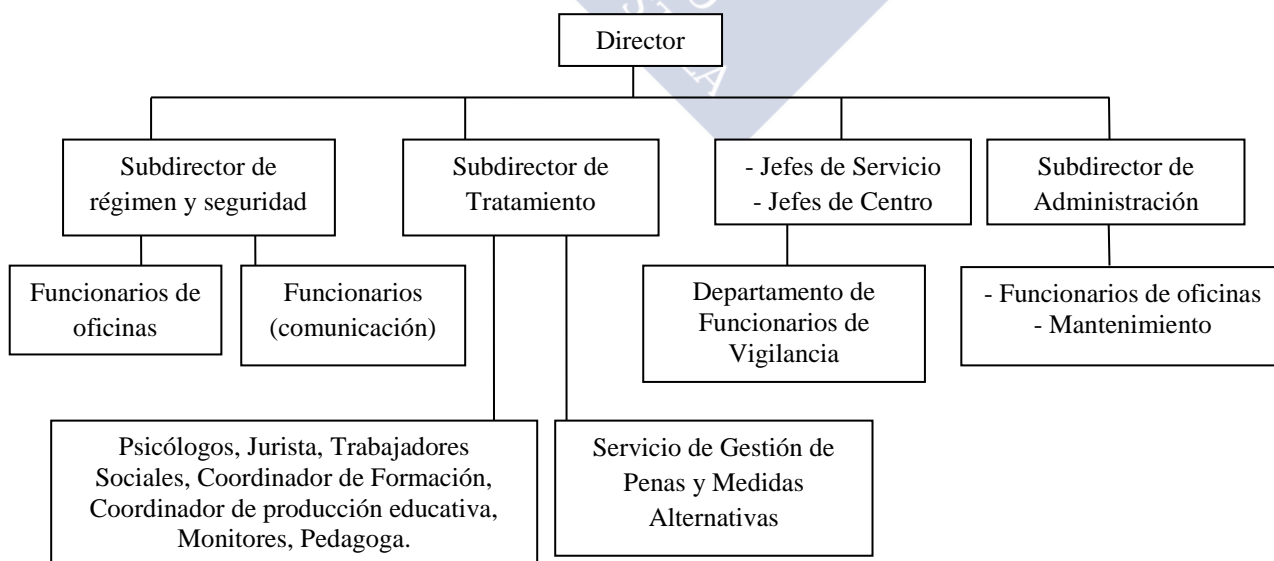 Director
Subdirector de
régimen y seguridad
Subdirector de
Tratamiento
- Jefes de Servicio
- Jefes de Centro
Subdirector de
Administración
Funcionarios de
oficinas
Funcionarios
(comunicación)
Departamento de
Funcionarios de
Vigilancia
- Funcionarios de oficinas
- Mantenimiento
Psicólogos, Jurista, Trabajadores
Sociales, Coordinador de Formación,
Coordinador de producción educativa,
Monitores, Pedagoga.
Servicio de Gestión de
Penas y Medidas
Alternativas